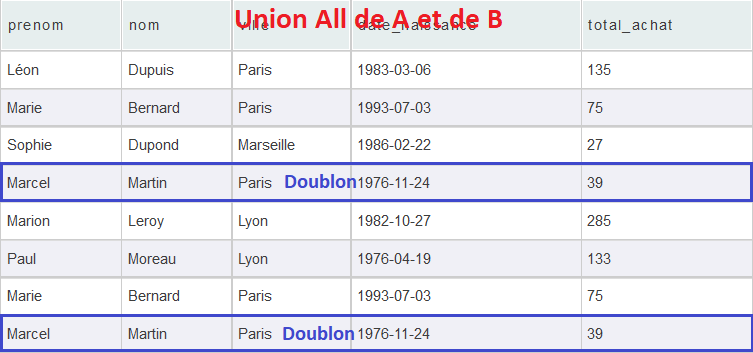 Union All de A et de B
prenom nom ville date_naissance total_achat
Léon Dupuis Paris 1983-03-06 135
Marie Bernard Paris 1993-07-03 75
Sophie Dupond Marseille 1986-02-22 27
Marcel Martin Paris Doublon 1976-11-24 39
Marion Leroy Lyon 1982-10-27 285
Paul Moreau Lyon 1976-04-19 133
Marie Bernard Paris 1993-07-03 75
Marcel Martin Paris Doublon 1976-11-24 39